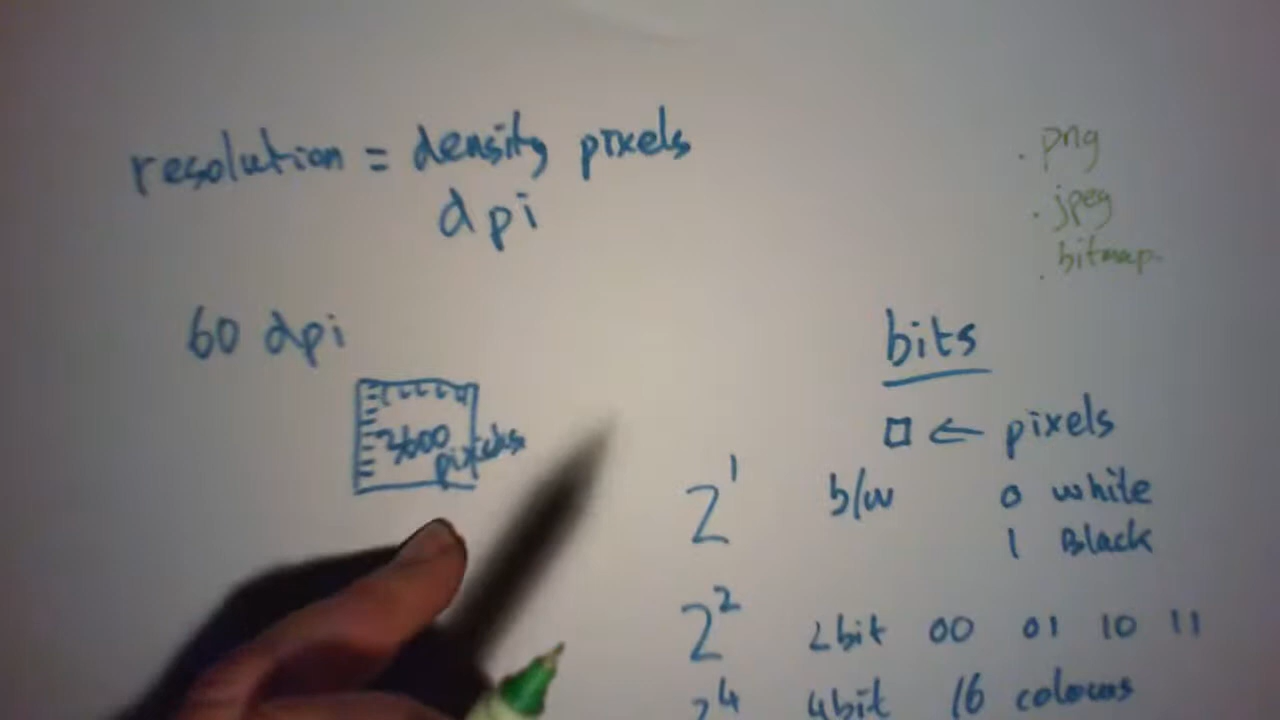 resolution = density pixels
dpi
. png
. jpeg
. bitmap
60 dpi
3600
pixels
bits
□ ← pixels
2¹ b/w 0 white
1 Black
2² 2bit 00 01 10 11
2⁴ 4bit 16 colours